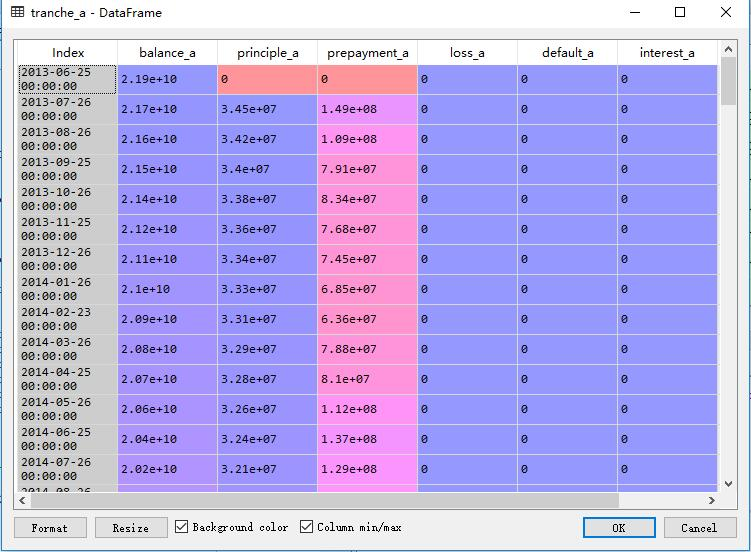 tranche_a - DataFrame
Index balance_a principle_a prepayment_a loss_a default_a interest_a
2013-06-25 00:00:00 2.19e+10 0 0 0 0 0
2013-07-26 00:00:00 2.17e+10 3.45e+07 1.49e+08 0 0 0
2013-08-26 00:00:00 2.16e+10 3.42e+07 1.09e+08 0 0 0
2013-09-25 00:00:00 2.15e+10 3.4e+07 7.91e+07 0 0 0
2013-10-26 00:00:00 2.14e+10 3.38e+07 8.34e+07 0 0 0
2013-11-25 00:00:00 2.12e+10 3.36e+07 7.68e+07 0 0 0
2013-12-26 00:00:00 2.11e+10 3.34e+07 7.45e+07 0 0 0
2014-01-26 00:00:00 2.1e+10 3.33e+07 6.85e+07 0 0 0
2014-02-23 00:00:00 2.09e+10 3.31e+07 6.36e+07 0 0 0
2014-03-26 00:00:00 2.08e+10 3.29e+07 7.88e+07 0 0 0
2014-04-25 00:00:00 2.07e+10 3.28e+07 8.1e+07 0 0 0
2014-05-26 00:00:00 2.06e+10 3.26e+07 1.12e+08 0 0 0
2014-06-25 00:00:00 2.04e+10 3.24e+07 1.37e+08 0 0 0
2014-07-26 00:00:00 2.02e+10 3.21e+07 1.29e+08 0 0 0
2014-08-26
Format Resize Background color Column min/max OK Cancel